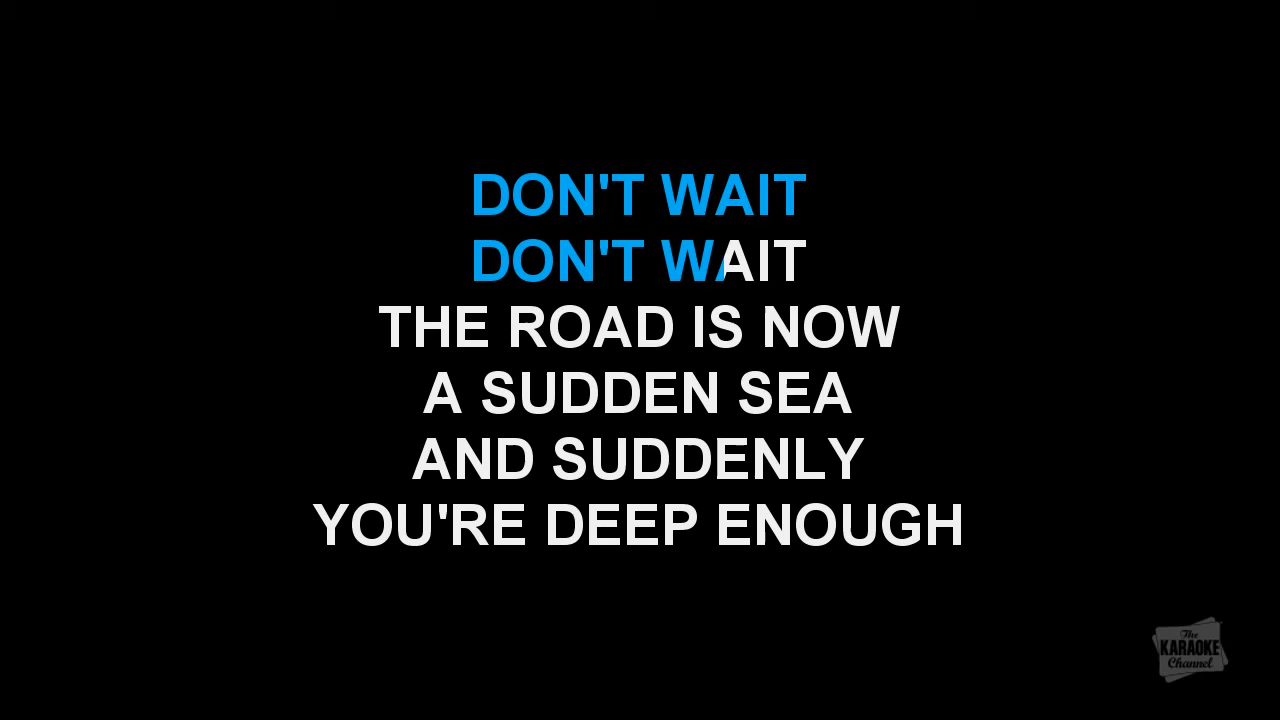 DON'T WAIT
DON'T WAIT
THE ROAD IS NOW
A SUDDEN SEA
AND SUDDENLY
YOU'RE DEEP ENOUGH
The
KARAOKE
Channel